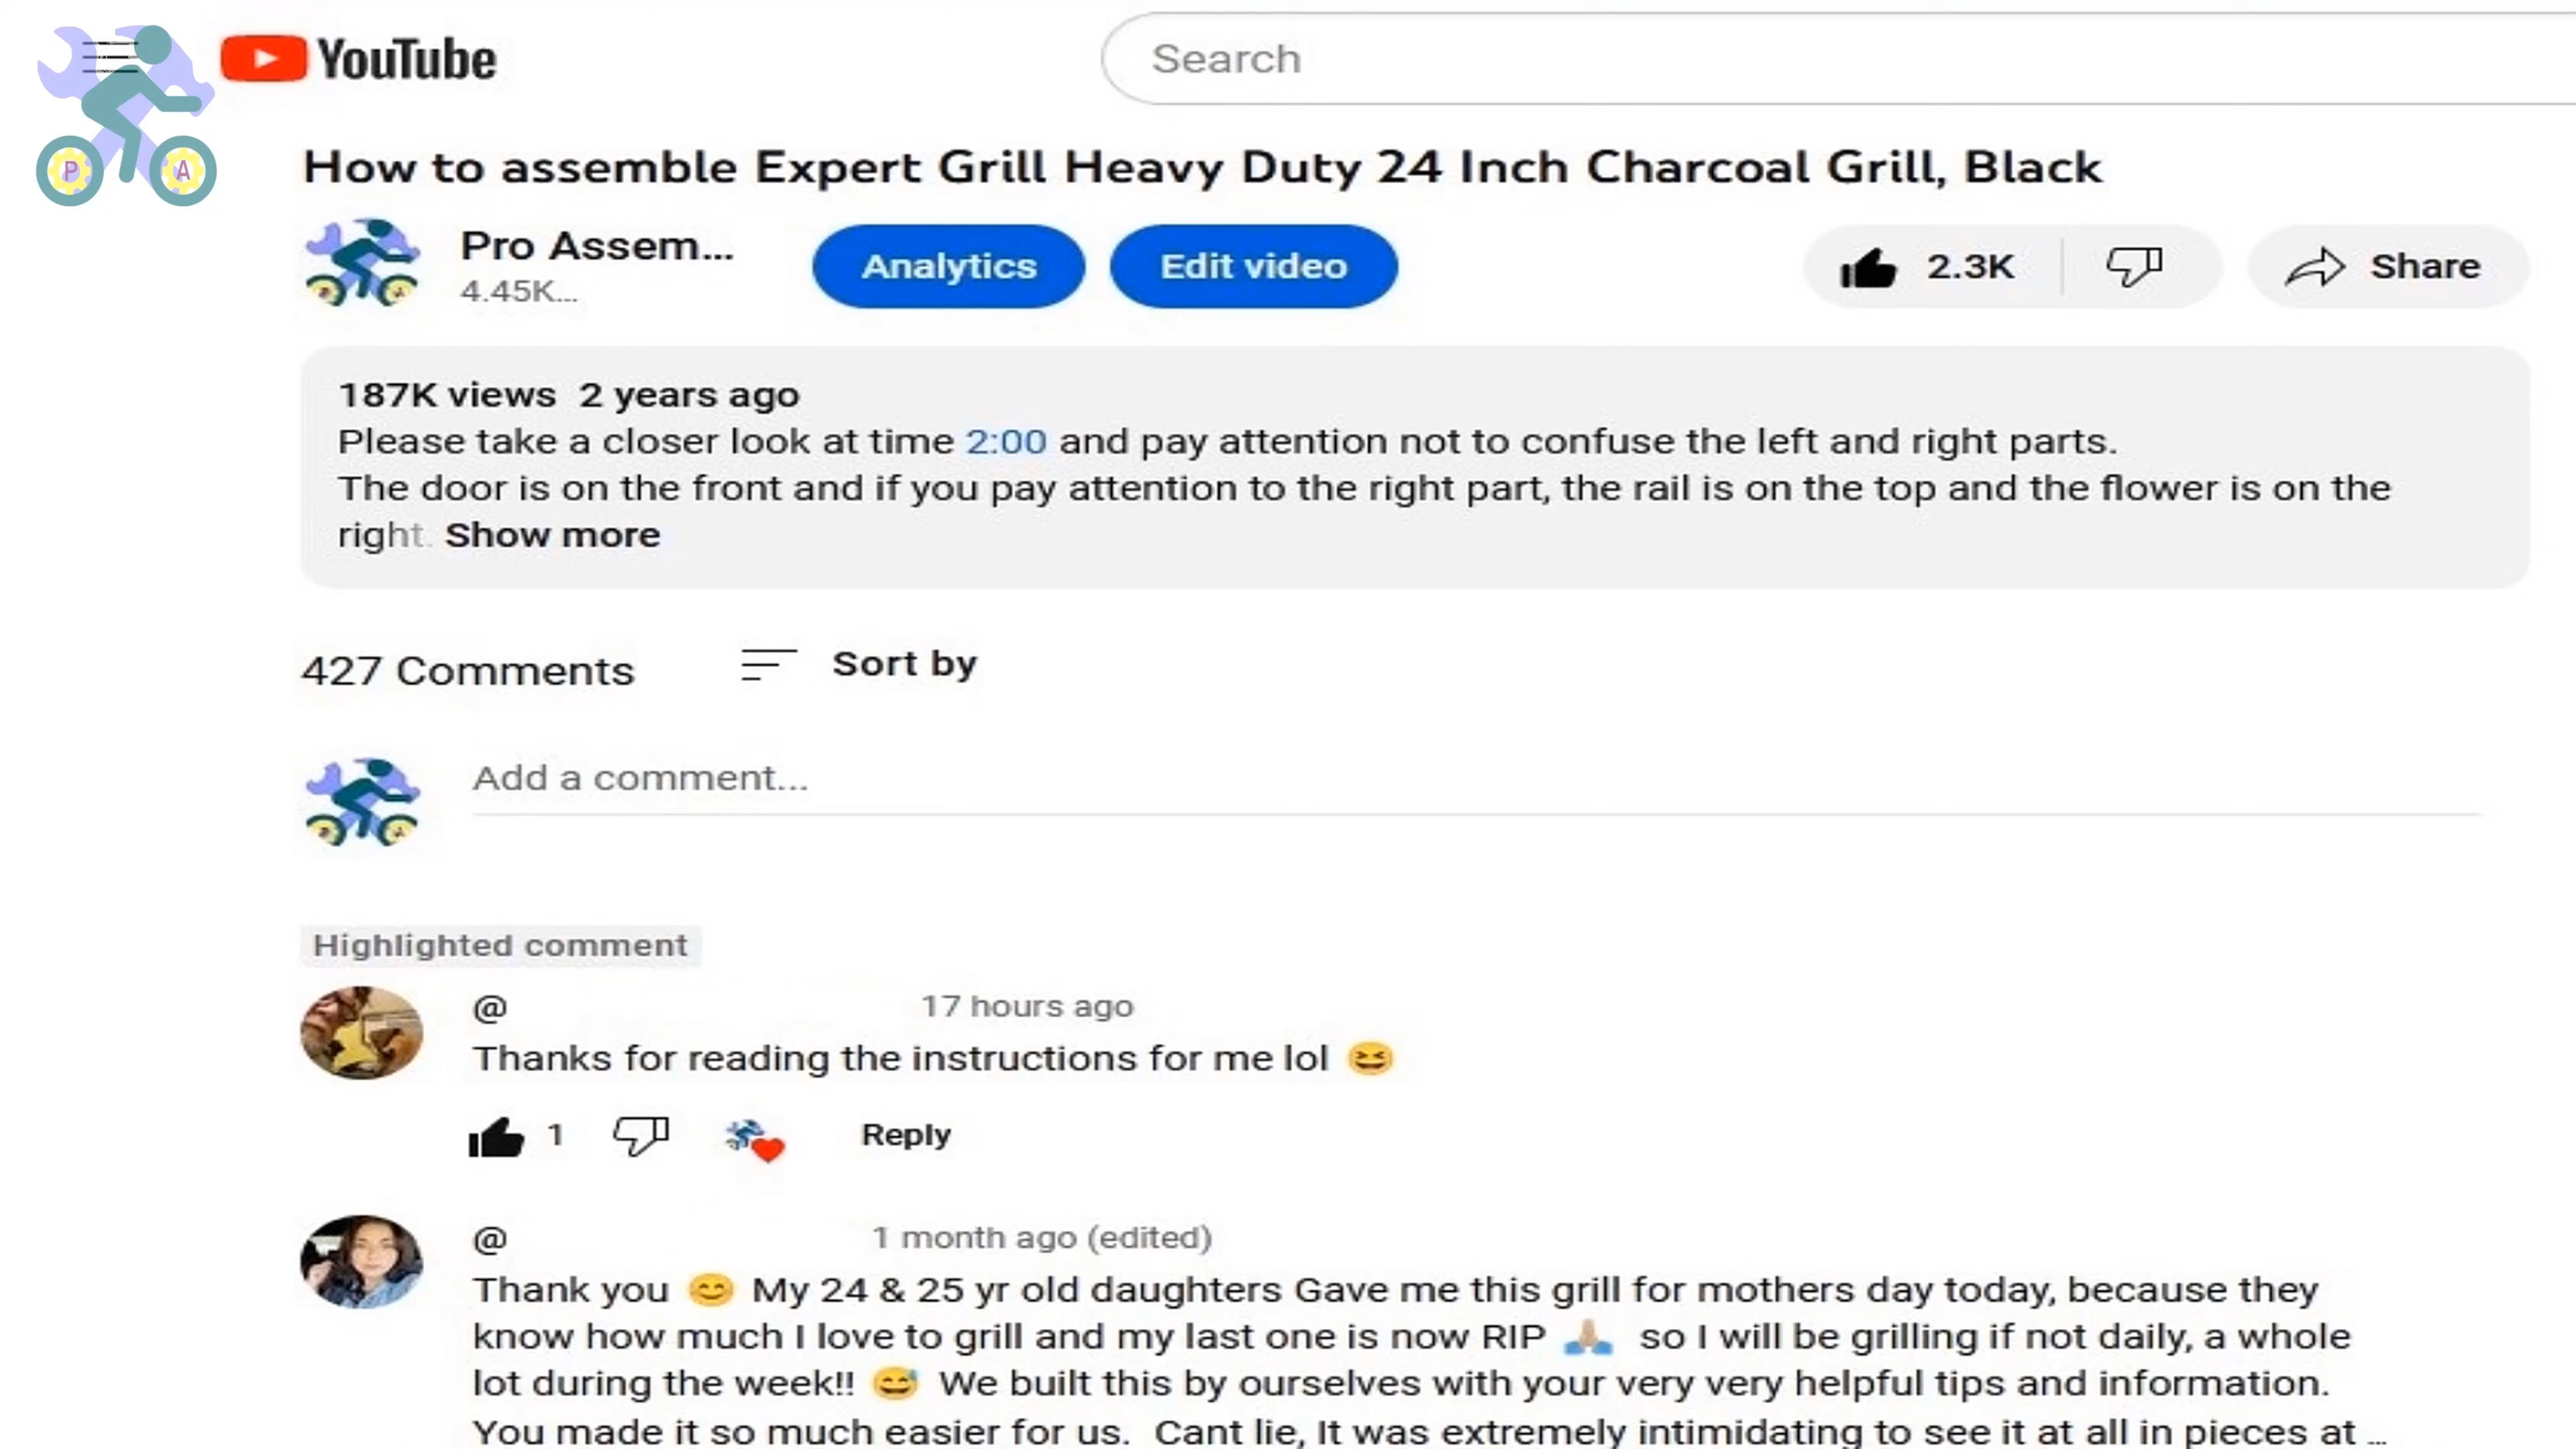 YouTube
Search
P A
How to assemble Expert Grill Heavy Duty 24 Inch Charcoal Grill, Black
Pro Assem...
4.45K...
Analytics
Edit video
2.3K
Share
187K views 2 years ago
Please take a closer look at time 2:00 and pay attention not to confuse the left and right parts.
The door is on the front and if you pay attention to the right part, the rail is on the top and the flower is on the
right. Show more
427 Comments
Sort by
Add a comment...
Highlighted comment
@ 17 hours ago
Thanks for reading the instructions for me lol 😆
1
Reply
@ 1 month ago (edited)
Thank you 😊 My 24 & 25 yr old daughters Gave me this grill for mothers day today, because they
know how much I love to grill and my last one is now RIP 🙏🏼 so I will be grilling if not daily, a whole
lot during the week!! 😅 We built this by ourselves with your very very helpful tips and information.
You made it so much easier for us. Cant lie, It was extremely intimidating to see it at all in pieces at ...